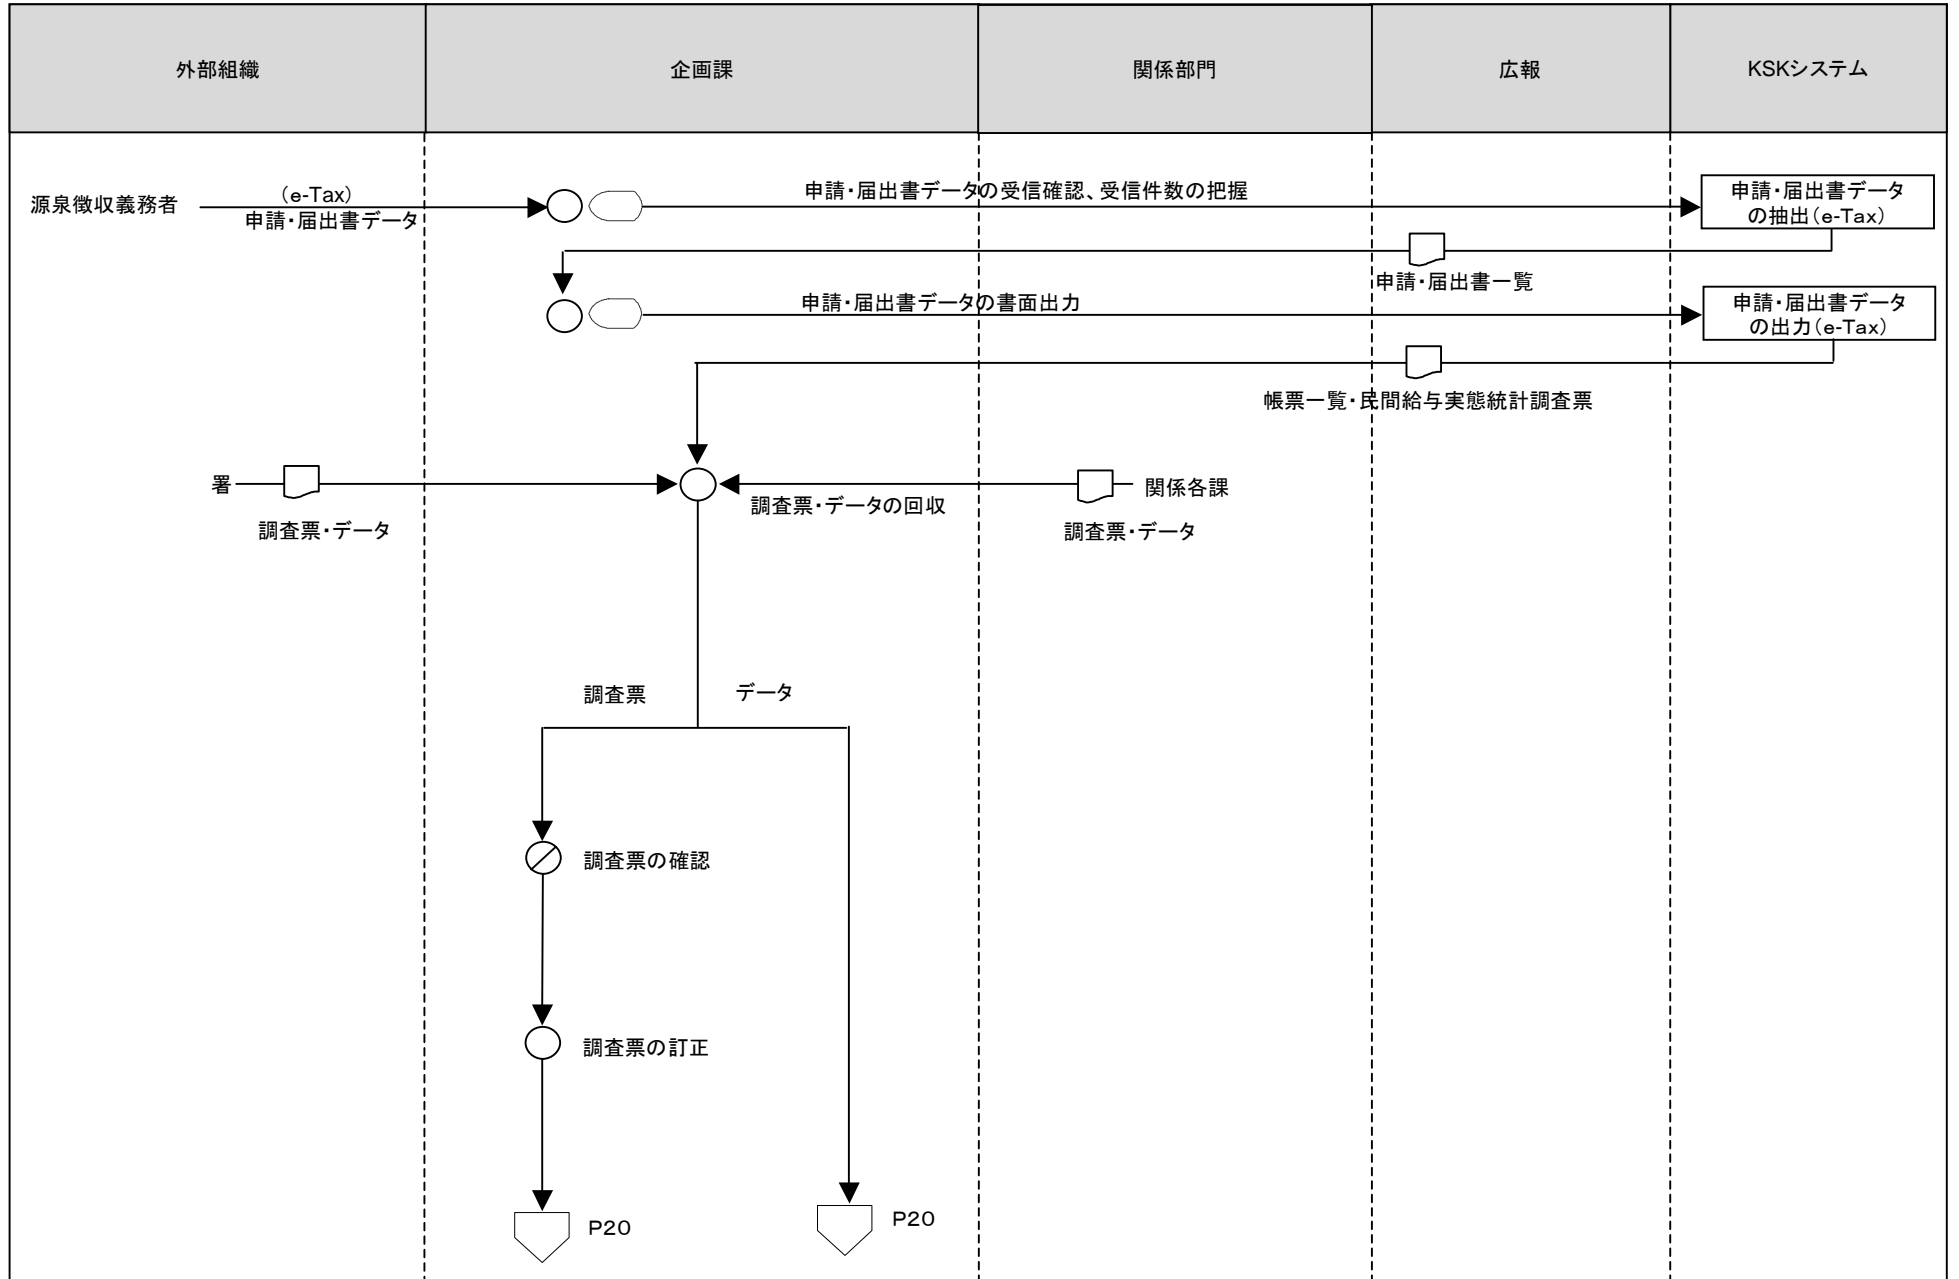 外部組織
企画課
関係部門
広報
KSKシステム
源泉徴収義務者
（e-Tax）
申請・届出書データ
申請・届出書データの受信確認、受信件数の把握
申請・届出書データ
の抽出（e-Tax）
申請・届出書一覧
申請・届出書データの書面出力
申請・届出書データ
の出力（e-Tax）
帳票一覧・民間給与実態統計調査票
署
調査票・データ
調査票・データの回収
関係各課
調査票・データ
調査票
データ
調査票の確認
調査票の訂正
P20
P20